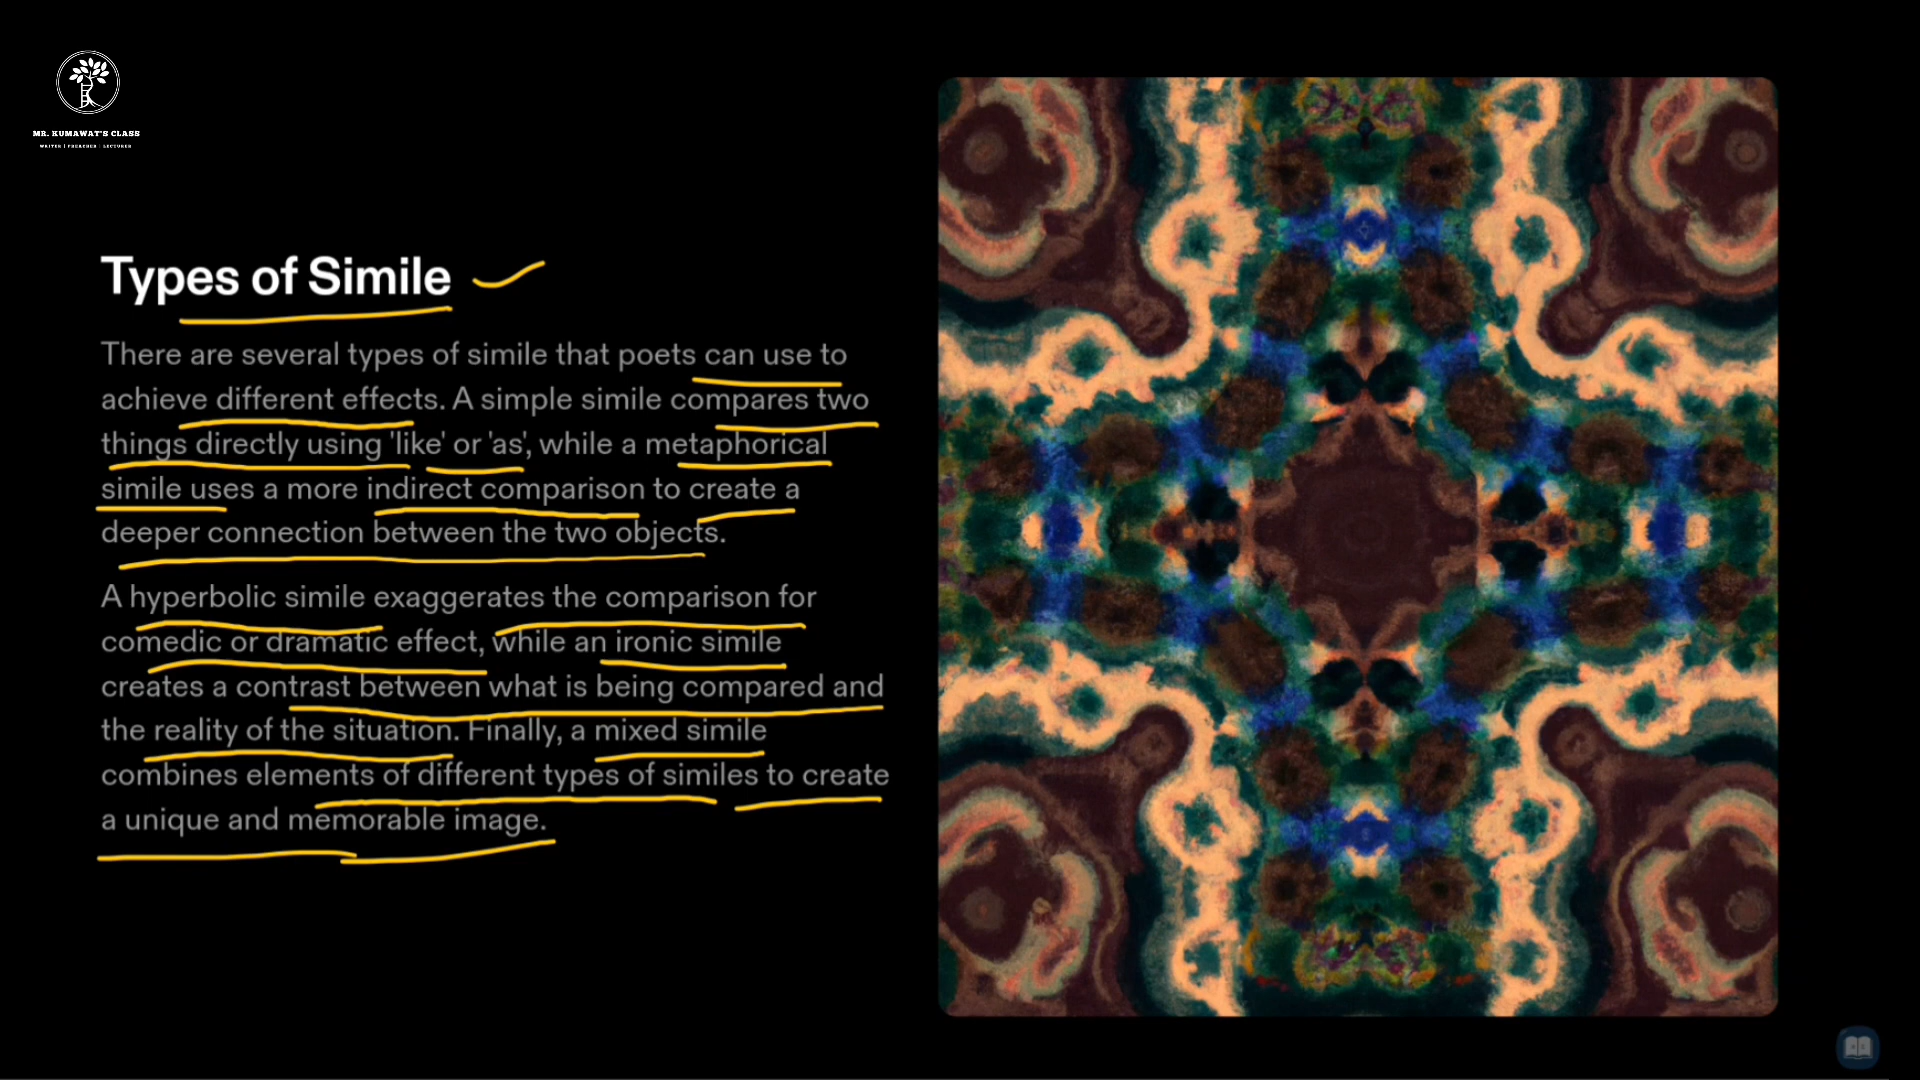 MR. KUMAWAT'S CLASS
WRITER | PREACHER | LECTURER
Types of Simile
There are several types of simile that poets can use to
achieve different effects. A simple simile compares two
things directly using 'like' or 'as', while a metaphorical
simile uses a more indirect comparison to create a
deeper connection between the two objects.
A hyperbolic simile exaggerates the comparison for
comedic or dramatic effect, while an ironic simile
creates a contrast between what is being compared and
the reality of the situation. Finally, a mixed simile
combines elements of different types of similes to create
a unique and memorable image.